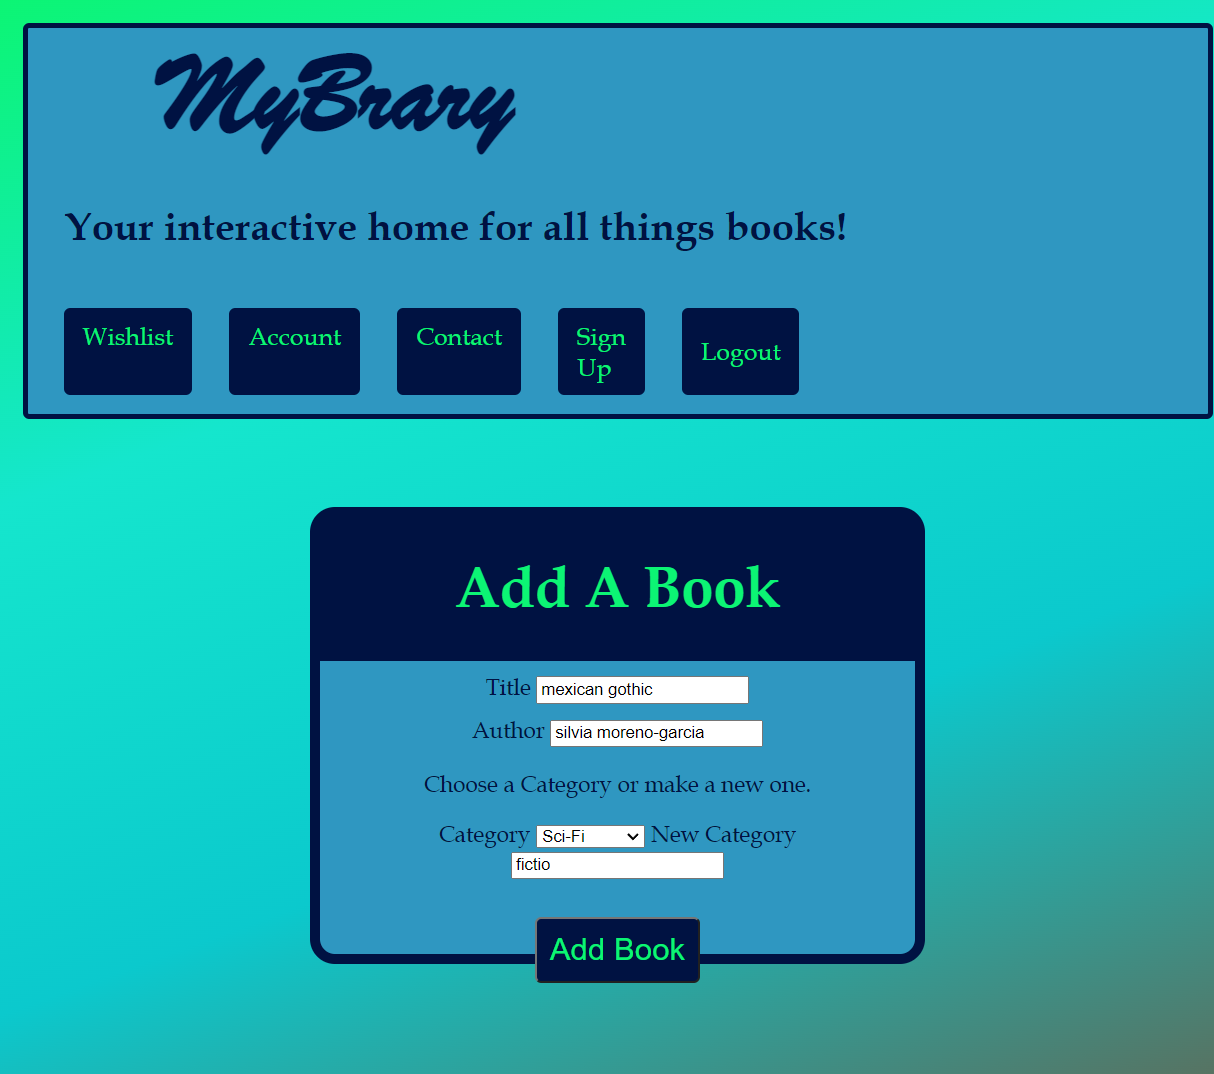 MyBrary
Your interactive home for all things books!
Wishlist Account Contact Sign Up Logout
Add A Book
Title mexican gothic
Author silvia moreno-garcia
Choose a Category or make a new one.
Category Sci-Fi New Category
fictio
Add Book